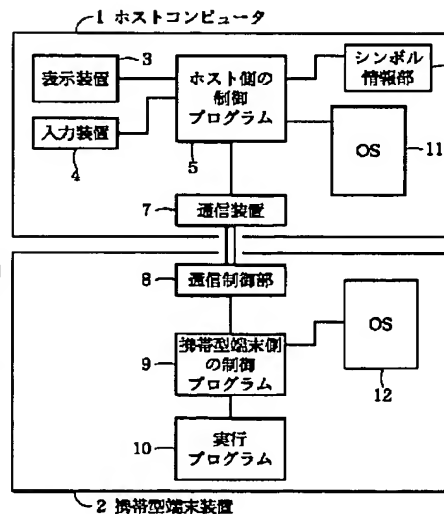 1 ホストコンピュータ
3
表示装置
ホスト側の
制御
プログラム
シンボル
情報部
入力装置
4
5
OS
11
7
通信装置
8
通信制御部
9
携帯型端末側
の制御
プログラム
OS
12
10
実行
プログラム
2 携帯型端末装置